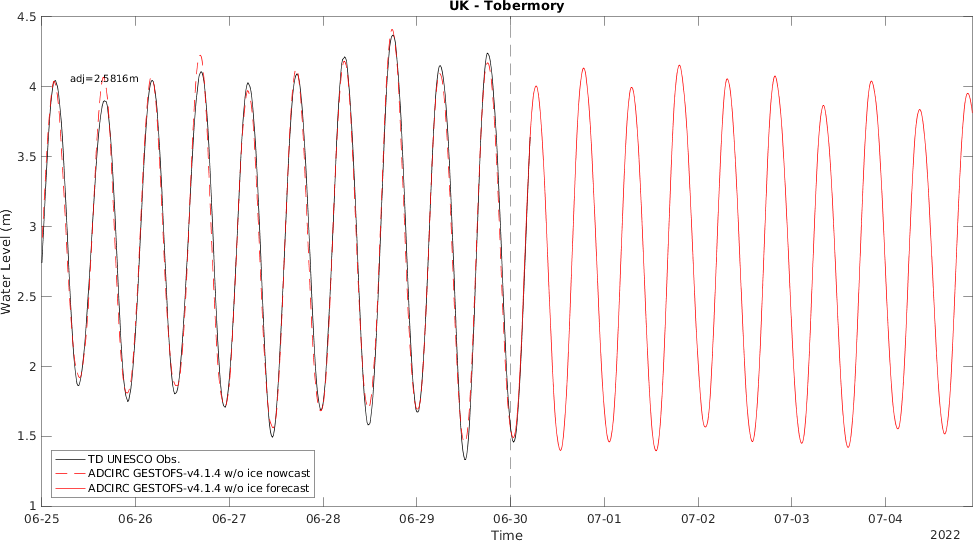 UK - Tobermory
4.5
4
3.5
3
2.5
2
1.5
1
Water Level (m)
adj=2.5816m
TD UNESCO Obs.
ADCIRC GESTOFS-v4.1.4 w/o ice nowcast
ADCIRC GESTOFS-v4.1.4 w/o ice forecast
06-25 06-26 06-27 06-28 06-29 06-30 07-01 07-02 07-03 07-04
Time
2022